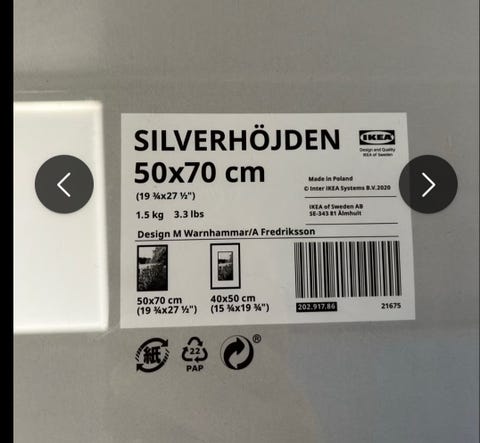 SILVERHÖJDEN
50x70 cm
(19 ¾x27 ½")
1.5 kg 3.3 lbs
IKEA
Design and Quality
IKEA of Sweden
Made in Poland
© Inter IKEA Systems B.V.2020
IKEA of Sweden AB
SE-343 81 Älmhult
Design M Warnhammar/A Fredriksson
50x70 cm
(19 ¾x27 ½")
40x50 cm
(15 ¾x19 ¾")
202.917.86
21675
紙
22
PAP
®